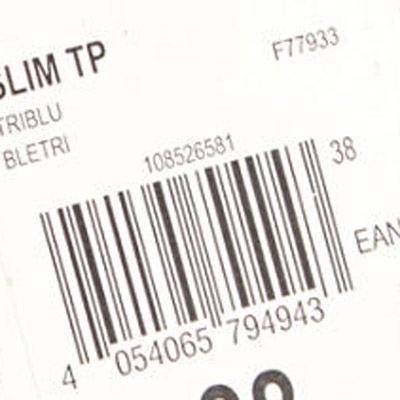 SLIM TP
F77933
TRIBLU
BLETRI
108526581
38
EAN
4 054065 794943